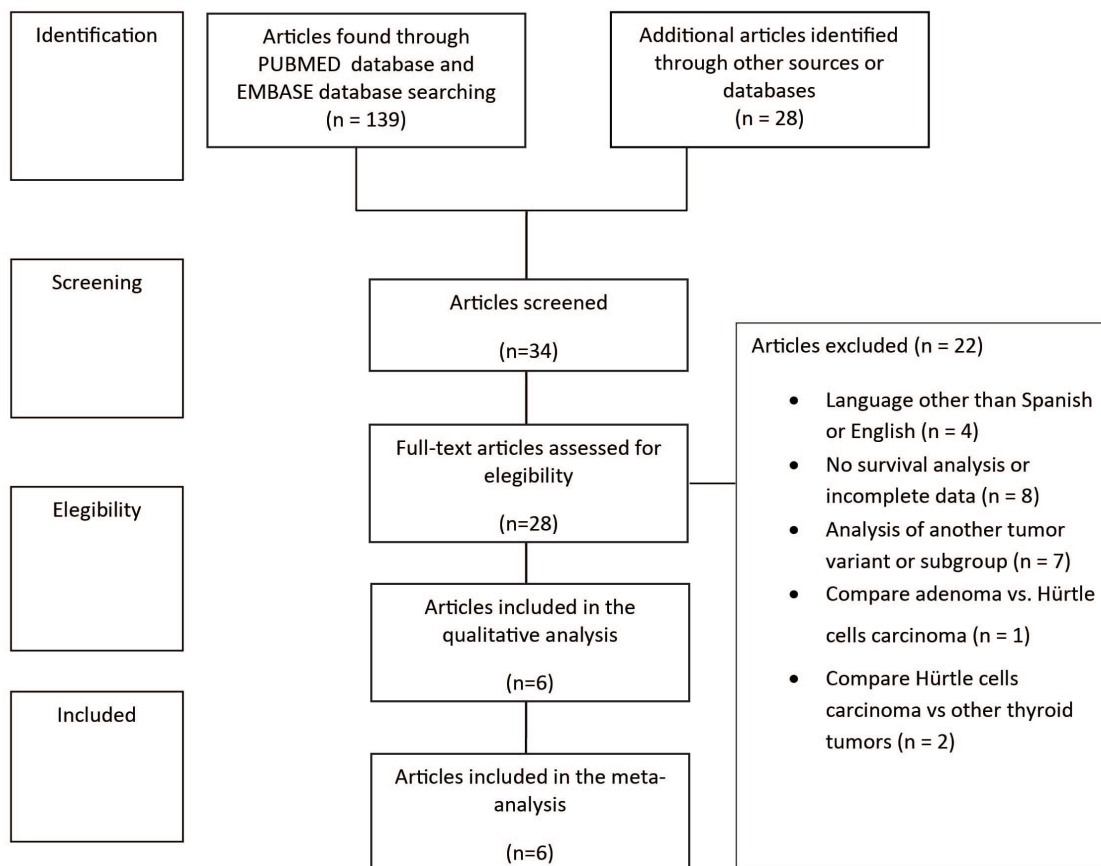 Identification
Articles found through
PUBMED database and
EMBASE database searching
(n = 139)
Additional articles identified
through other sources or
databases
(n = 28)
Screening
Articles screened
(n=34)
Articles excluded (n = 22)
• Language other than Spanish
or English (n = 4)
• No survival analysis or
incomplete data (n = 8)
• Analysis of another tumor
variant or subgroup (n = 7)
• Compare adenoma vs. Hürtle
cells carcinoma (n = 1)
• Compare Hürtle cells
carcinoma vs other thyroid
tumors (n = 2)
Full-text articles assessed for
elegibility
(n=28)
Elegibility
Articles included in the
qualitative analysis
(n=6)
Included
Articles included in the meta-
analysis
(n=6)